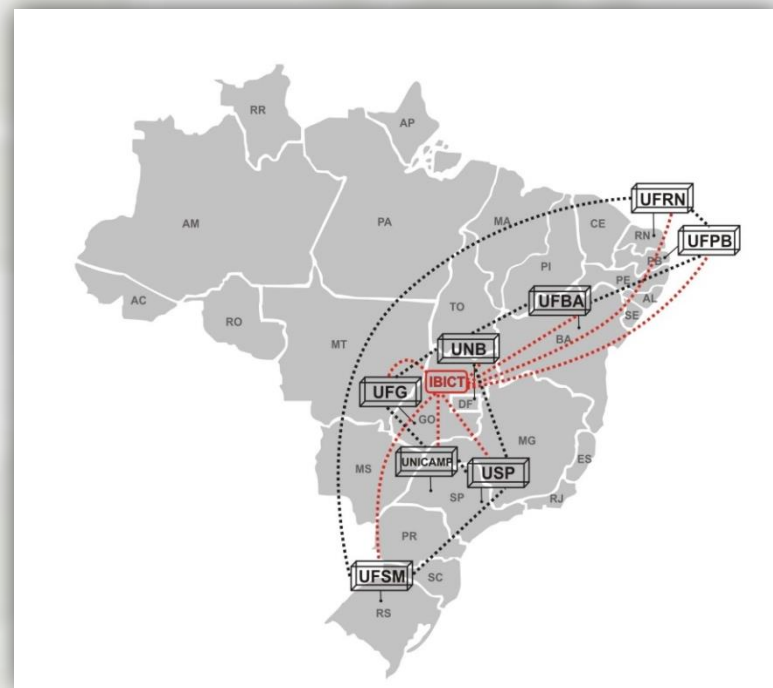 RR
AP
UFRN
AM
PA
MA
CE
RN
UFPB
PB
PI
PE
AC
TO
UFBA
AL
SE
RO
BA
MT
UNB
IBICT
UFG
DF
GO
MG
UNICAMP
USP
ES
MS
SP
RJ
PR
UFSM
SC
RS